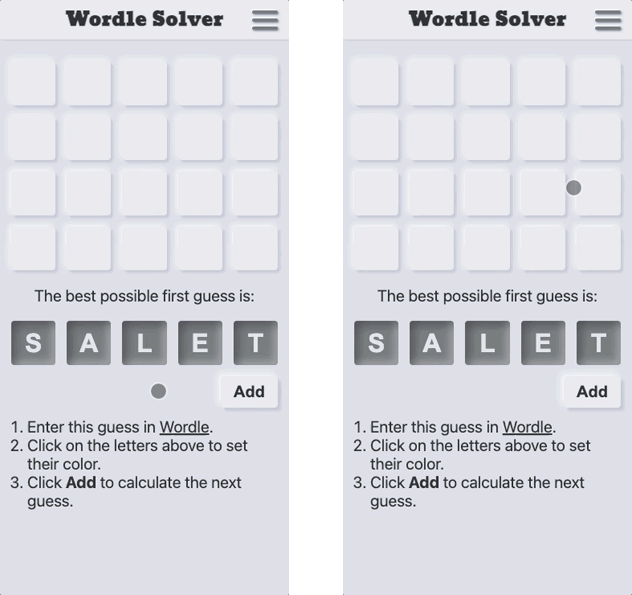 Wordle Solver
The best possible first guess is:
S A L E T
Add
1. Enter this guess in Wordle.
2. Click on the letters above to set
their color.
3. Click Add to calculate the next
guess.
Wordle Solver
The best possible first guess is:
S A L E T
Add
1. Enter this guess in Wordle.
2. Click on the letters above to set
their color.
3. Click Add to calculate the next
guess.